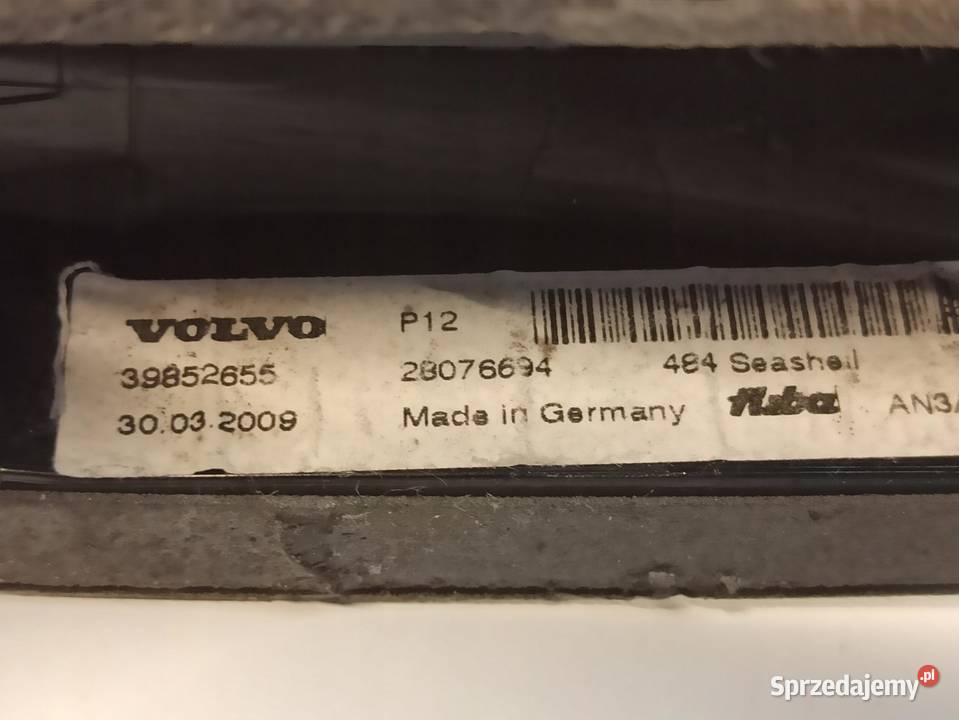 VOLVO P12
39852655 28076694 484 Seashell
30.03.2009 Made in Germany fuba AN3
Sprzedajemy.pl